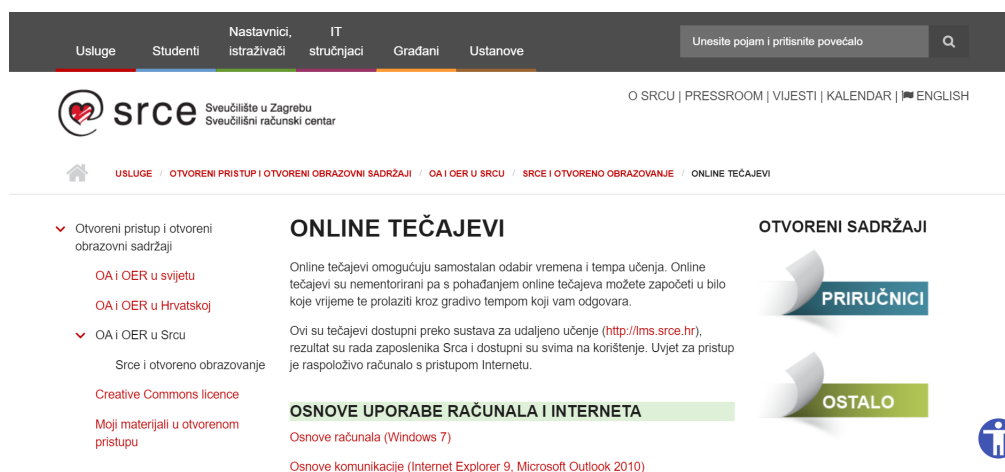 Usluge
Studenti
Nastavnici,
istraživači
IT
stručnjaci
Građani
Ustanove
Unesite pojam i pritisnite povećalo
srce
Sveučilište u Zagrebu
Sveučilišni računski centar
O SRCU | PRESSROOM | VIJESTI | KALENDAR | ENGLISH
USLUGE / OTVORENI PRISTUP I OTVORENI OBRAZOVNI SADRŽAJI / OA I OER U SRCU / SRCE I OTVORENO OBRAZOVANJE / ONLINE TEČAJEVI
Otvoreni pristup i otvoreni
obrazovni sadržaji
OA i OER u svijetu
OA i OER u Hrvatskoj
OA i OER u Srcu
Srce i otvoreno obrazovanje
Creative Commons licence
Moji materijali u otvorenom
pristupu
ONLINE TEČAJEVI
Online tečajevi omogućuju samostalan odabir vremena i tempa učenja. Online
tečajevi su nementorirani pa s pohađanjem online tečajeva možete započeti u bilo
koje vrijeme te prolaziti kroz gradivo tempom koji vam odgovara.
Ovi su tečajevi dostupni preko sustava za udaljeno učenje (http://lms.srce.hr),
rezultat su rada zaposlenika Srca i dostupni su svima na korištenje. Uvjet za pristup
je raspoloživo računalo s pristupom Internetu.
OSNOVE UPORABE RAČUNALA I INTERNETA
Osnove računala (Windows 7)
Osnove komunikacije (Internet Explorer 9, Microsoft Outlook 2010)
OTVORENI SADRŽAJI
PRIRUČNICI
OSTALO